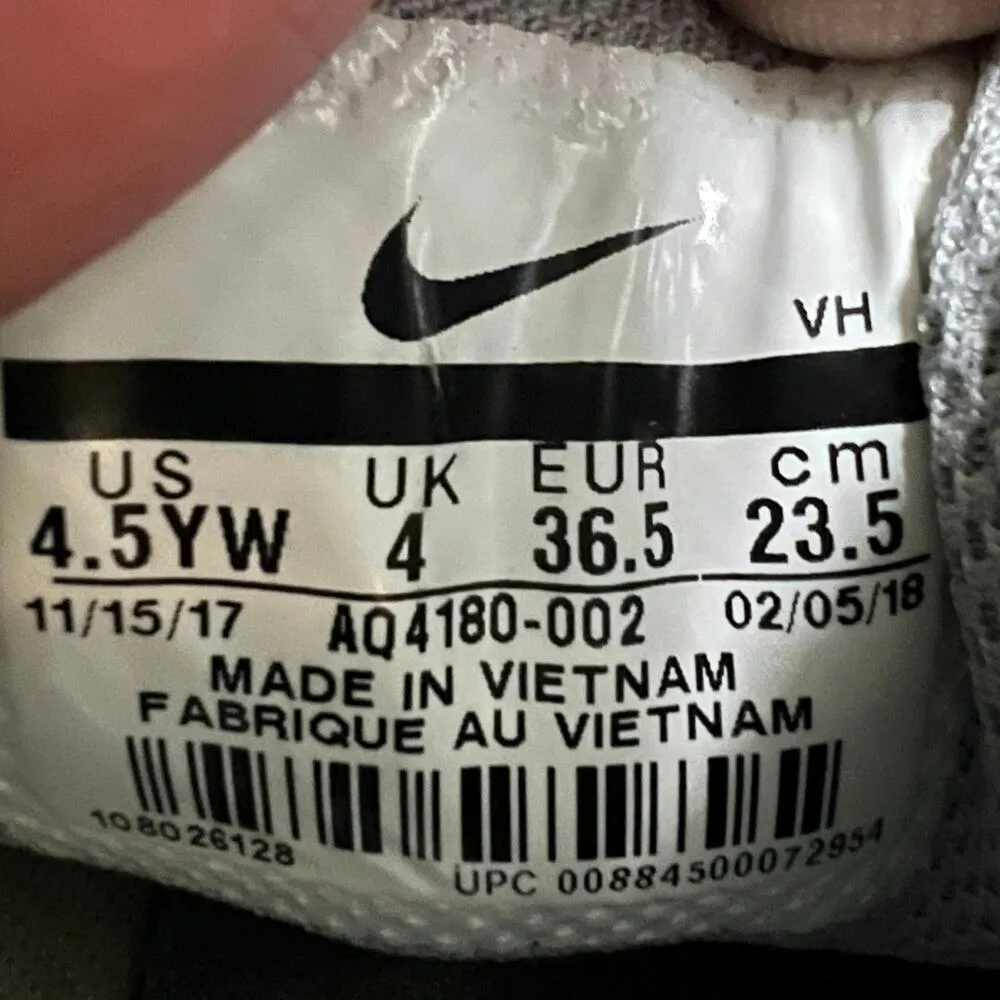 VH
US UK EUR cm
4.5YW 4 36.5 23.5
11/15/17 AQ4180-002 02/05/18
MADE IN VIETNAM
FABRIQUE AU VIETNAM
108026128
UPC 00884500072954